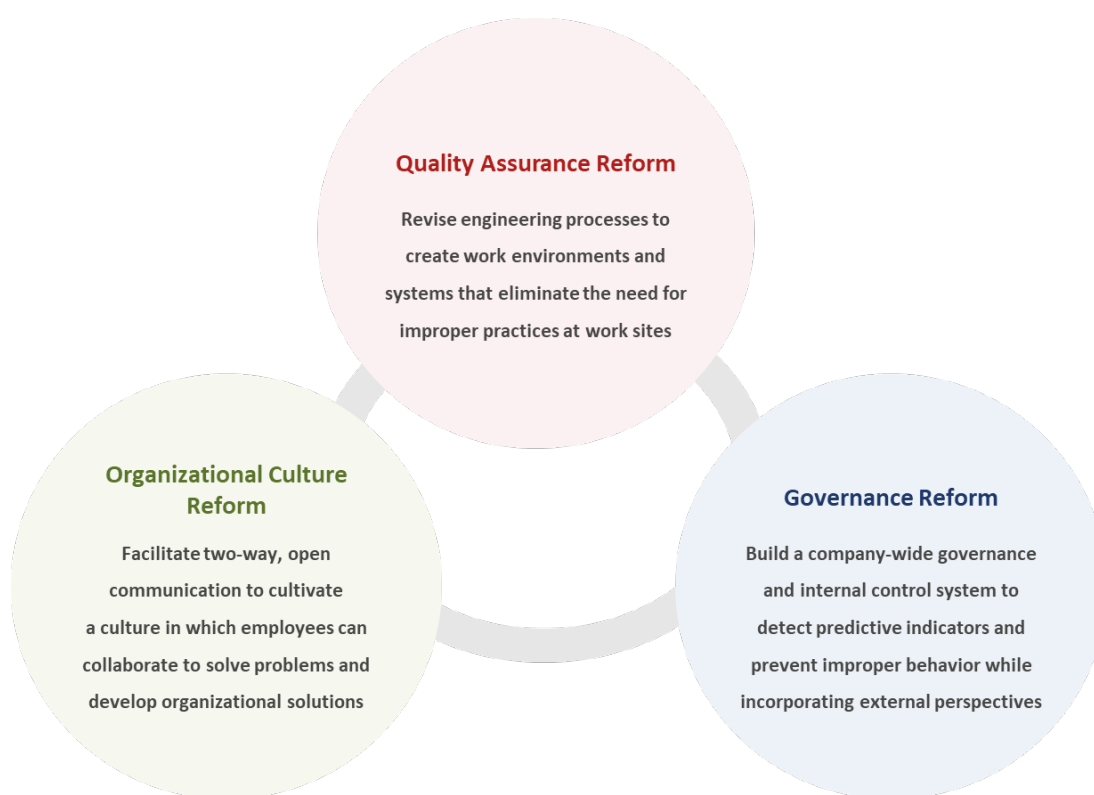 Quality Assurance Reform
Revise engineering processes to
create work environments and
systems that eliminate the need for
improper practices at work sites
Organizational Culture
Reform
Facilitate two-way, open
communication to cultivate
a culture in which employees can
collaborate to solve problems and
develop organizational solutions
Governance Reform
Build a company-wide governance
and internal control system to
detect predictive indicators and
prevent improper behavior while
incorporating external perspectives